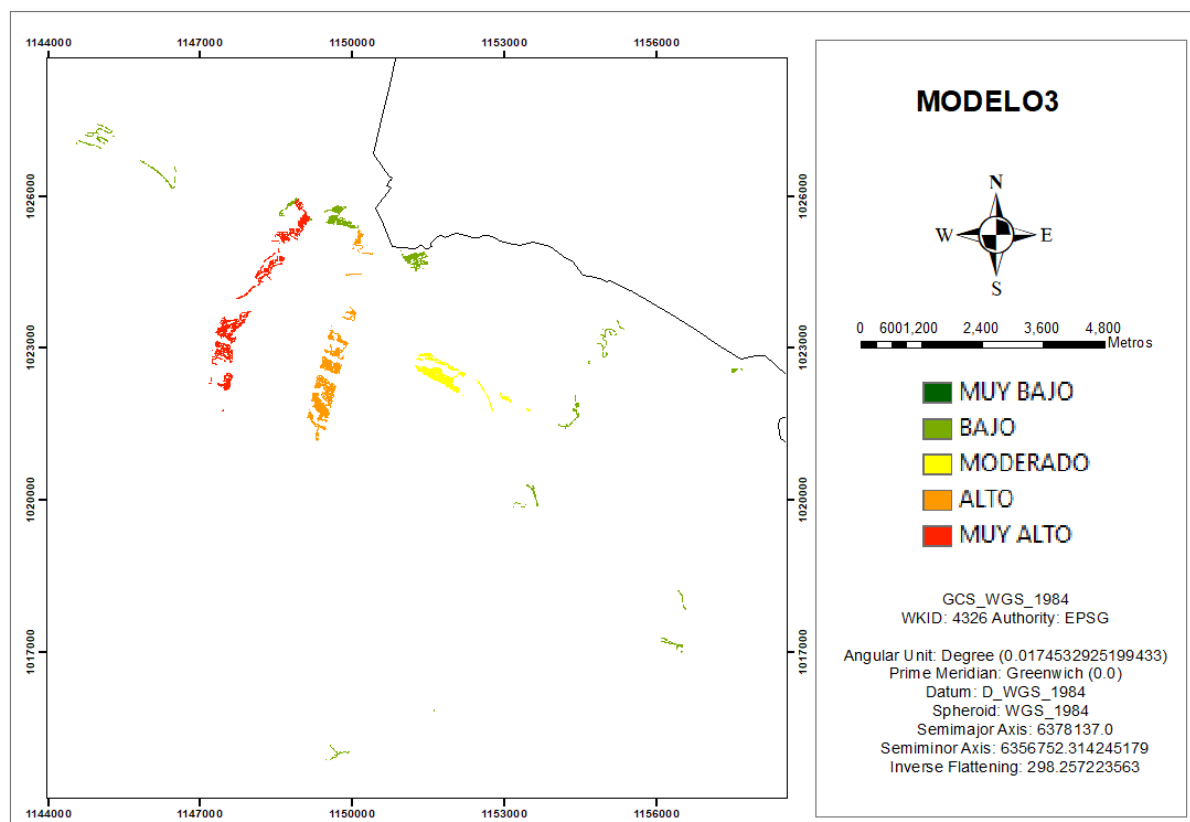 1144000 1147000 1150000 1153000 1156000
1026000 1026000
1023000 1023000
1020000 1020000
1017000 1017000
1144000 1147000 1150000 1153000 1156000
MODELO3
N
W E
S
0 600 1,200 2,400 3,600 4,800
Metros
MUY BAJO
BAJO
MODERADO
ALTO
MUY ALTO
GCS_WGS_1984
WKID: 4326 Authority: EPSG
Angular Unit: Degree (0.0174532925199433)
Prime Meridian: Greenwich (0.0)
Datum: D_WGS_1984
Spheroid: WGS_1984
Semimajor Axis: 6378137.0
Semiminor Axis: 6356752.314245179
Inverse Flattening: 298.257223563